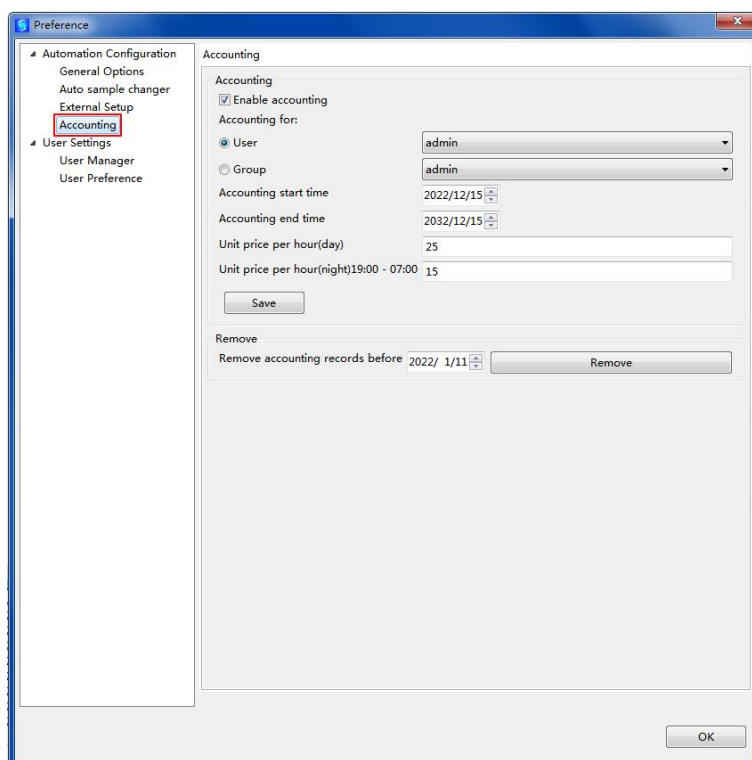 Preference
Automation Configuration
General Options
Auto sample changer
External Setup
Accounting
User Settings
User Manager
User Preference
Accounting
Accounting
Enable accounting
Accounting for:
User admin
Group admin
Accounting start time 2022/12/15
Accounting end time 2032/12/15
Unit price per hour(day) 25
Unit price per hour(night)19:00 - 07:00 15
Save
Remove
Remove accounting records before 2022/ 1/11 Remove
OK